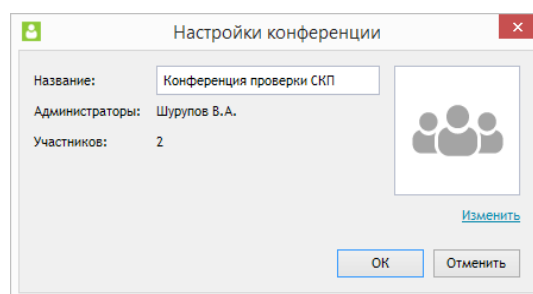 Настройки конференции
Название: Конференция проверки СКП
Администраторы: Шурупов В.А.
Участников: 2
Изменить
ОК Отменить